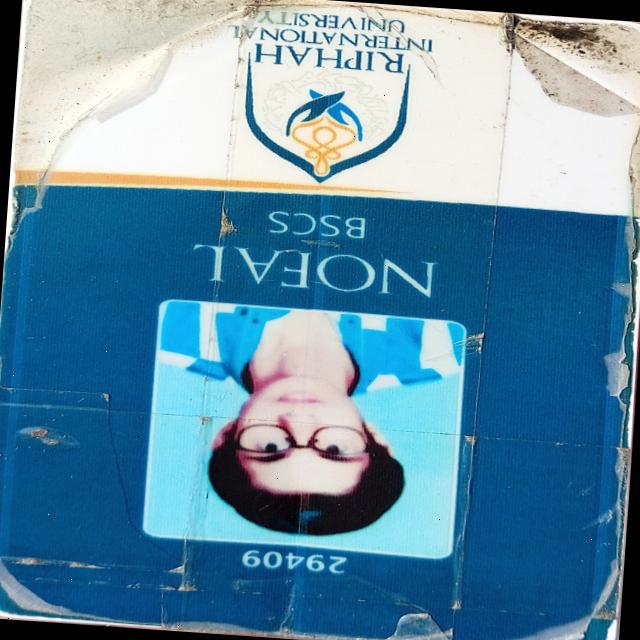 29409
NOFAL
BSCS
RIPHAH
INTERNATIONAL
UNIVERSITY